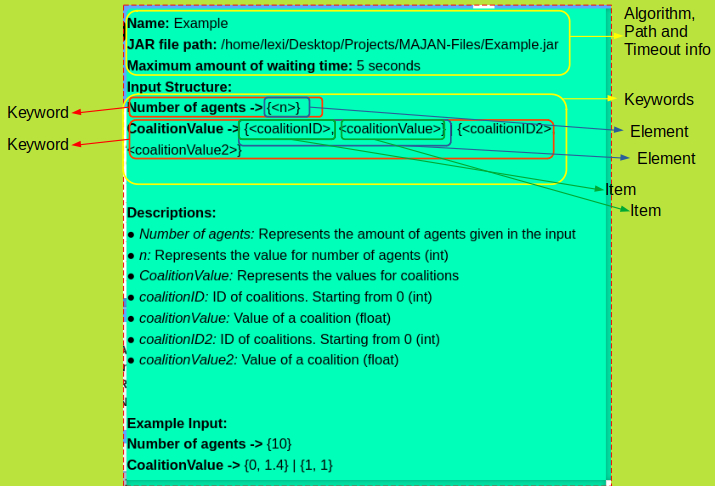 Name: Example
JAR file path: /home/lexi/Desktop/Projects/MAJAN-Files/Example.jar
Maximum amount of waiting time: 5 seconds
Algorithm,
Path and
Timeout info
Input Structure:
Keywords
Keyword
Number of agents -> {<n>}
Element
Keyword
CoalitionValue -> {<coalitionID>, <coalitionValue>} | {<coalitionID2>
<coalitionValue2>}
Element
Item
Item
Descriptions:
● Number of agents: Represents the amount of agents given in the input
● n: Represents the value for number of agents (int)
● CoalitionValue: Represents the values for coalitions
● coalitionID: ID of coalitions. Starting from 0 (int)
● coalitionValue: Value of a coalition (float)
● coalitionID2: ID of coalitions. Starting from 0 (int)
● coalitionValue2: Value of a coalition (float)
Example Input:
Number of agents -> {10}
CoalitionValue -> {0, 1.4} | {1, 1}